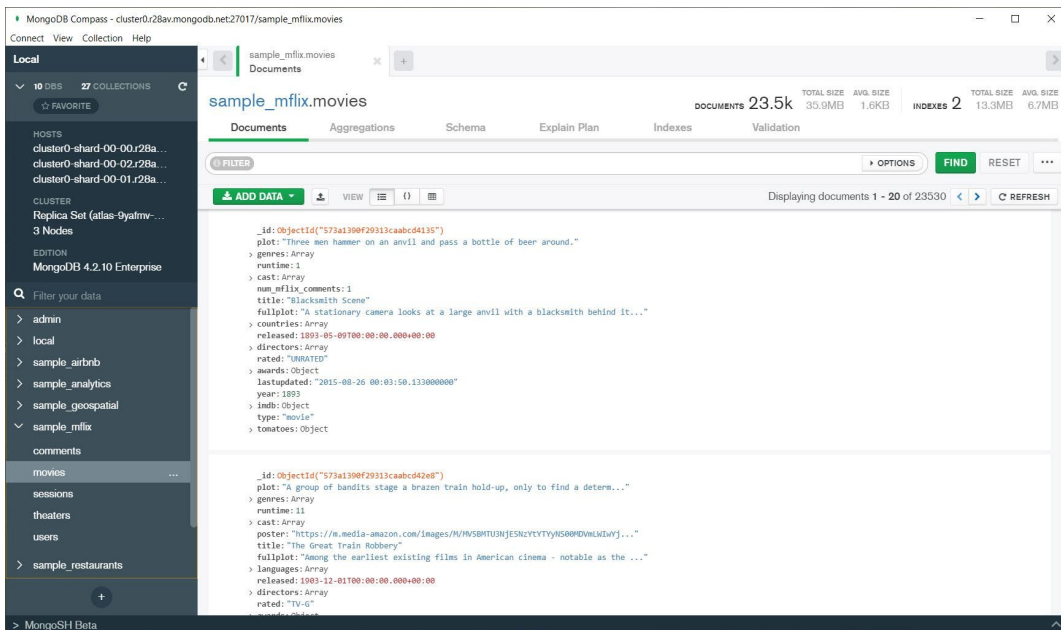 MongoDB Compass - cluster0.r28av.mongodb.net:27017/sample_mflix.movies
Connect View Collection Help
Local
10 DBS 27 COLLECTIONS
FAVORITE
HOSTS
cluster0-shard-00-00.r28a...
cluster0-shard-00-02.r28a...
cluster0-shard-00-01.r28a...
CLUSTER
Replica Set (atlas-9yafmv-...
3 Nodes
EDITION
MongoDB 4.2.10 Enterprise
Filter your data
admin
local
sample_airbnb
sample_analytics
sample_geospatial
sample_mflix
comments
movies ...
sessions
theaters
users
sample_restaurants
+
sample_mflix.movies
Documents
sample_mflix.movies
DOCUMENTS 23.5k TOTAL SIZE 35.9MB AVG. SIZE 1.6KB INDEXES 2 TOTAL SIZE 13.3MB AVG. SIZE 6.7MB
Documents Aggregations Schema Explain Plan Indexes Validation
FILTER OPTIONS FIND RESET ...
ADD DATA VIEW {} Displaying documents 1 - 20 of 23530 < > REFRESH
_id: ObjectId("573a1390f29313caabcd4135")
plot: "Three men hammer on an anvil and pass a bottle of beer around."
> genres: Array
runtime: 1
> cast: Array
num_mflix_comments: 1
title: "Blacksmith Scene"
fullplot: "A stationary camera looks at a large anvil with a blacksmith behind it..."
> countries: Array
released: 1893-05-09T00:00:00.000+00:00
> directors: Array
rated: "UNRATED"
> awards: Object
lastupdated: "2015-08-26 00:03:50.133000000"
year: 1893
> imdb: Object
type: "movie"
> tomatoes: Object
_id: ObjectId("573a1390f29313caabcd42e8")
plot: "A group of bandits stage a brazen train hold-up, only to find a determ..."
> genres: Array
runtime: 11
> cast: Array
poster: "https://m.media-amazon.com/images/M/MV5BMTU3NjE5NzYtYTYyNS00MDVmLWIwYj..."
title: "The Great Train Robbery"
fullplot: "Among the earliest existing films in American cinema - notable as the ..."
> languages: Array
released: 1903-12-01T00:00:00.000+00:00
> directors: Array
rated: "TV-G"
> awards: Object
> MongoSH Beta